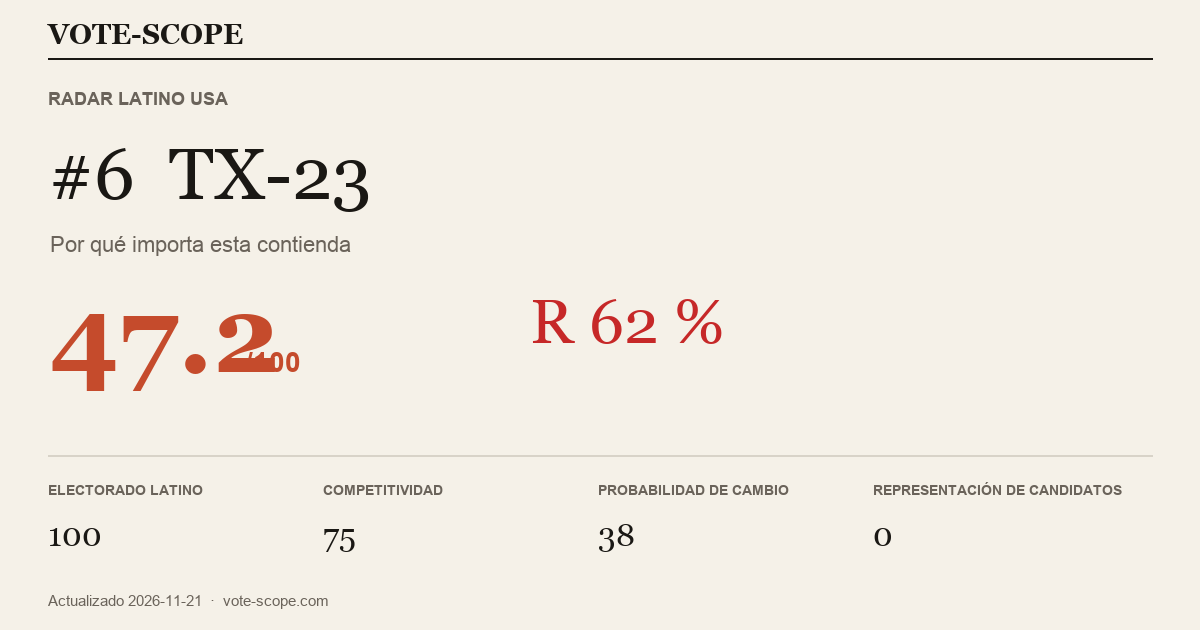 VOTE-SCOPE
RADAR LATINO USA
#6 TX-23
Por qué importa esta contienda
47.2/100
R 62 %
ELECTORADO LATINO COMPETITIVIDAD PROBABILIDAD DE CAMBIO REPRESENTACIÓN DE CANDIDATOS
100 75 38 0
Actualizado 2026-11-21 · vote-scope.com